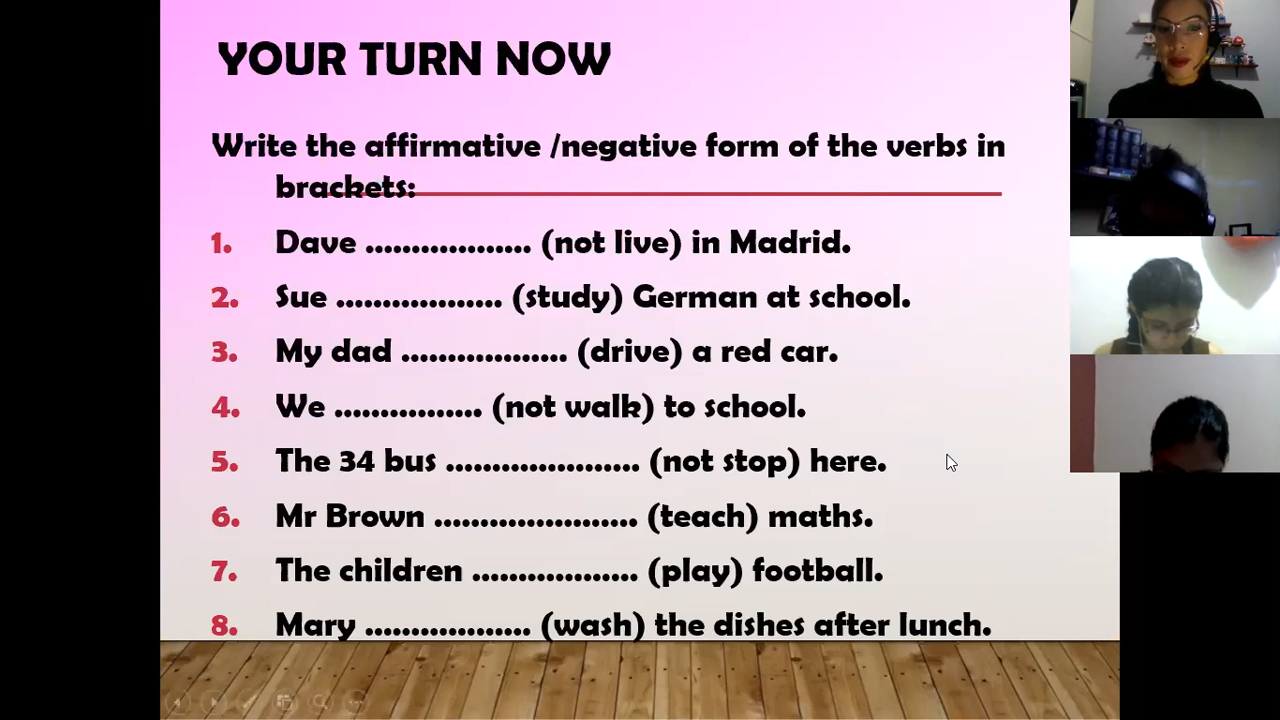 YOUR TURN NOW
Write the affirmative /negative form of the verbs in
brackets:
1. Dave .................. (not live) in Madrid.
2. Sue .................. (study) German at school.
3. My dad .................. (drive) a red car.
4. We ................ (not walk) to school.
5. The 34 bus ..................... (not stop) here.
6. Mr Brown ...................... (teach) maths.
7. The children .................. (play) football.
8. Mary .................. (wash) the dishes after lunch.